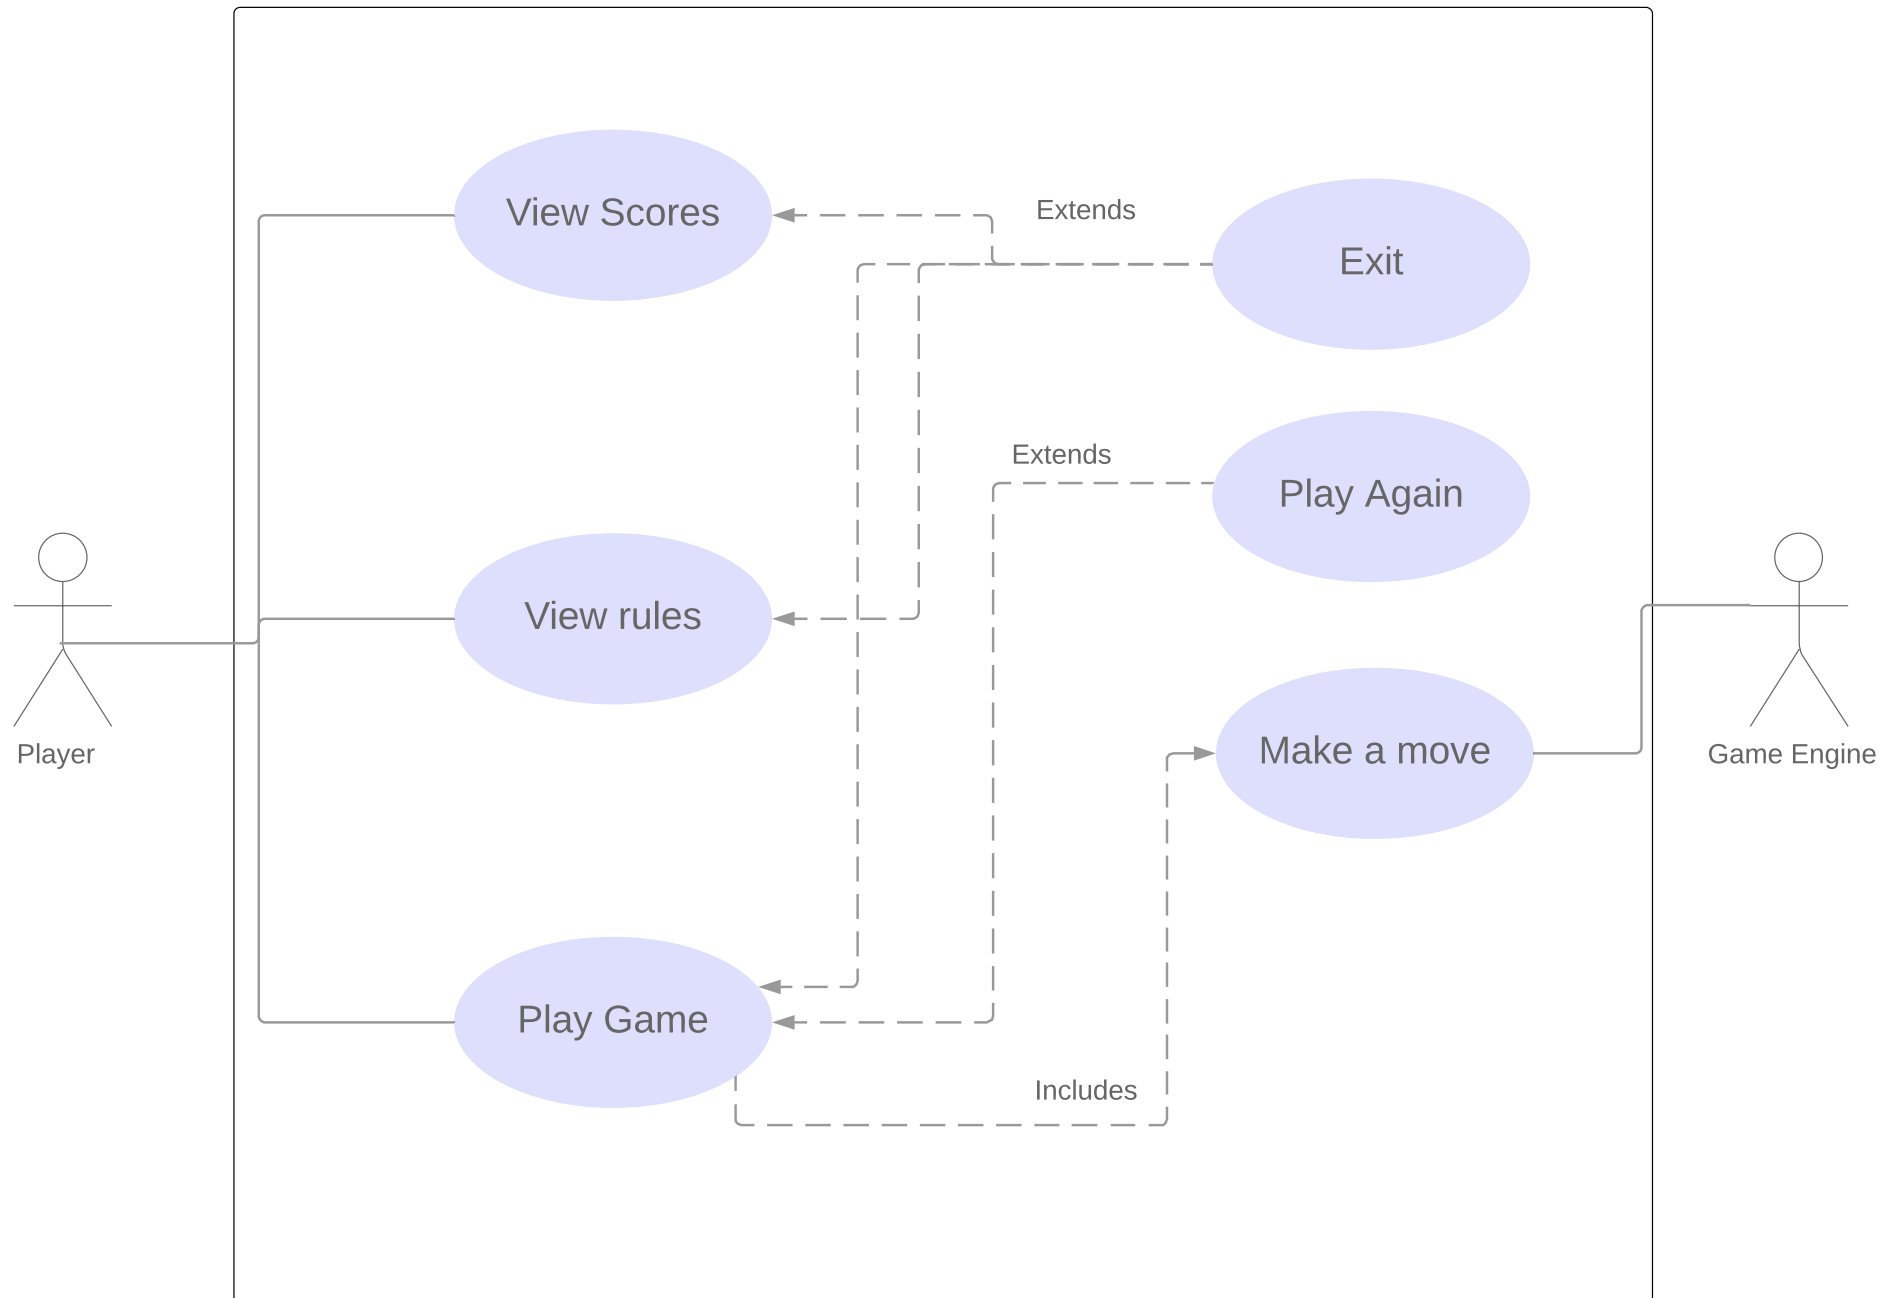 View Scores
Extends
Exit
Extends
Play Again
View rules
Make a move
Player
Game Engine
Play Game
Includes